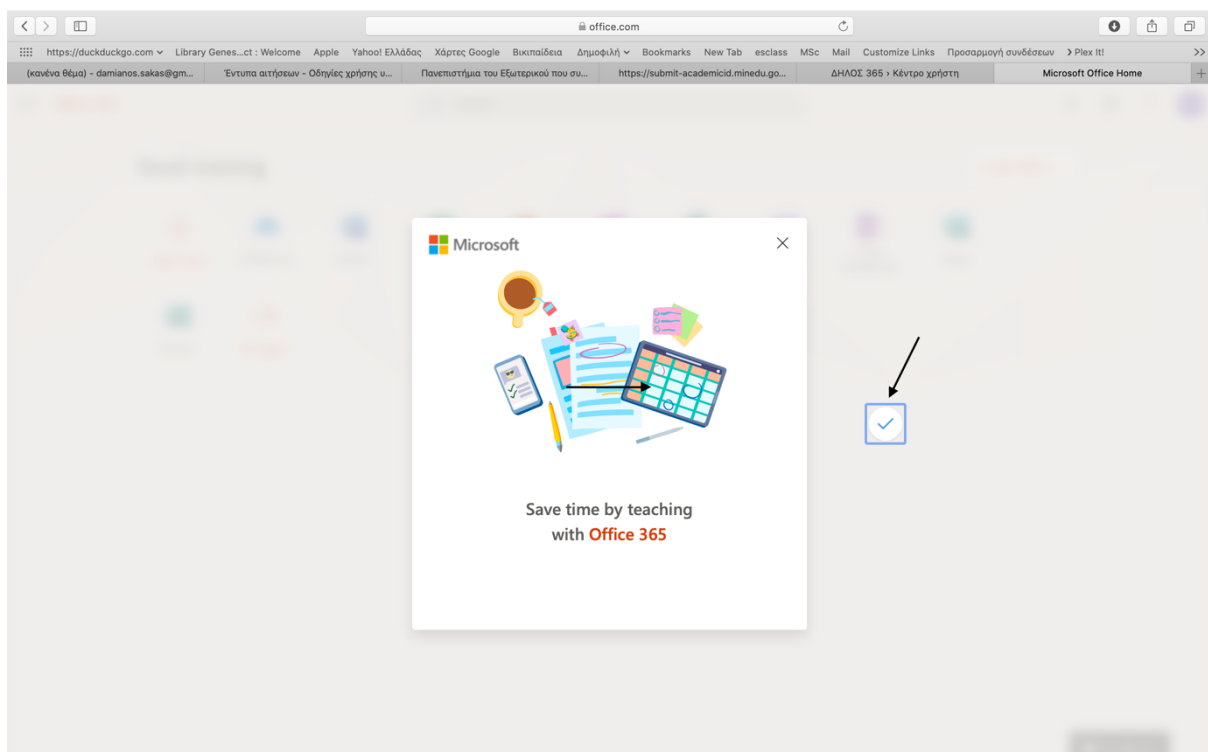 office.com
https://duckduckgo.com Library Genes...ct : Welcome Apple Yahoo! Ελλάδας Χάρτες Google Βικιπαίδεια Δημοφιλή Bookmarks New Tab esclass MSc Mail Customize Links Προσαρμογή συνδέσεων Plex It! >>
(κανένα θέμα) – damianos.sakas@gm... Έντυπα αιτήσεων - Οδηγίες χρήσης υ... Πανεπιστήμια του Εξωτερικού που συ... https://submit-academicid.minedu.go... ΔΗΛΟΣ 365 › Κέντρο χρήστη Microsoft Office Home
Microsoft
Save time by teaching
with Office 365